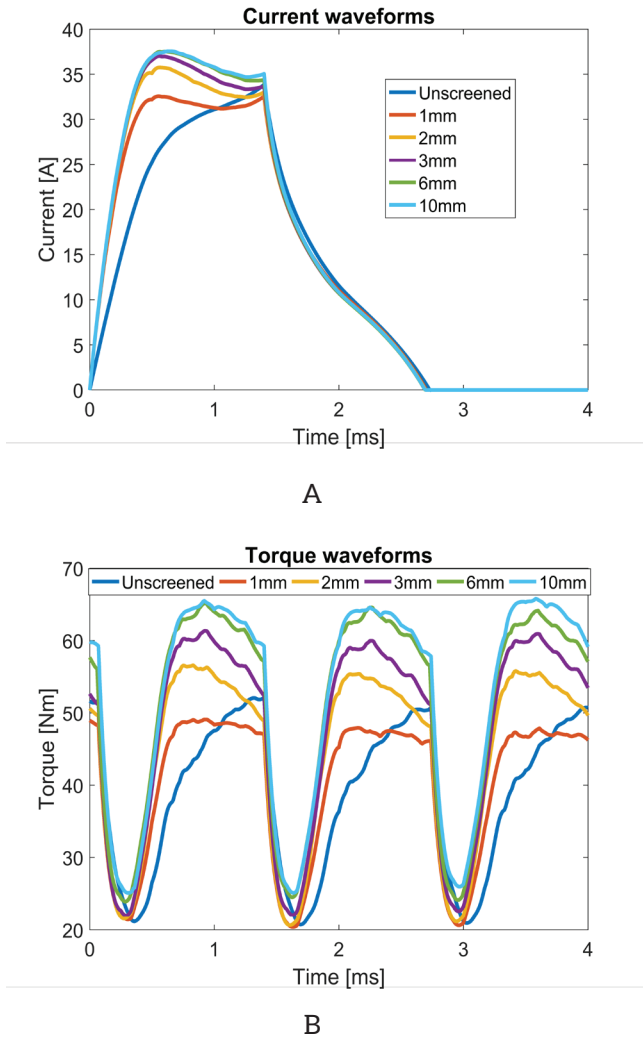 Current waveforms
40
35
30
25
20
15
10
5
0
Current [A]
Unscreened
1mm
2mm
3mm
6mm
10mm
0 1 2 3 4
Time [ms]
A
Torque waveforms
Unscreened 1mm 2mm 3mm 6mm 10mm
70
60
50
40
30
20
Torque [Nm]
0 1 2 3 4
Time [ms]
B